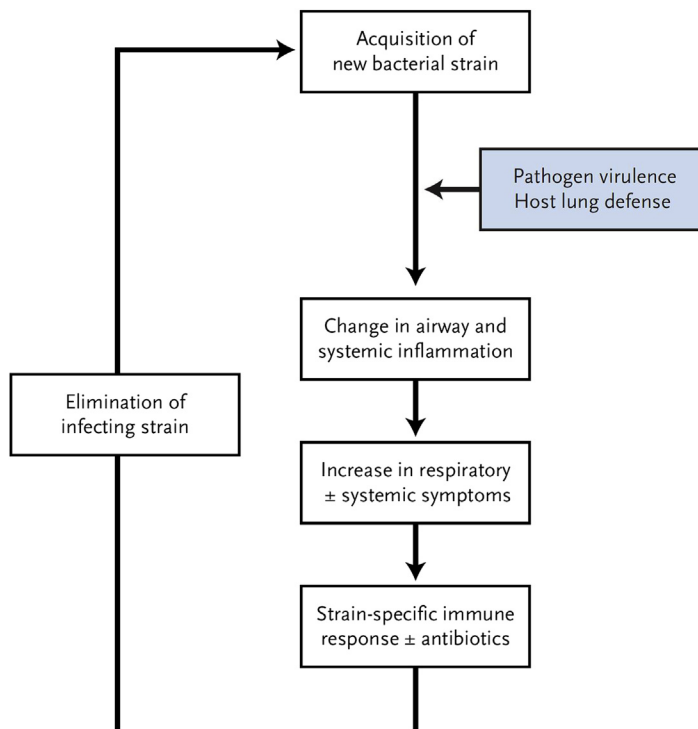 Acquisition of
new bacterial strain
Pathogen virulence
Host lung defense
Change in airway and
systemic inflammation
Elimination of
infecting strain
Increase in respiratory
± systemic symptoms
Strain-specific immune
response ± antibiotics